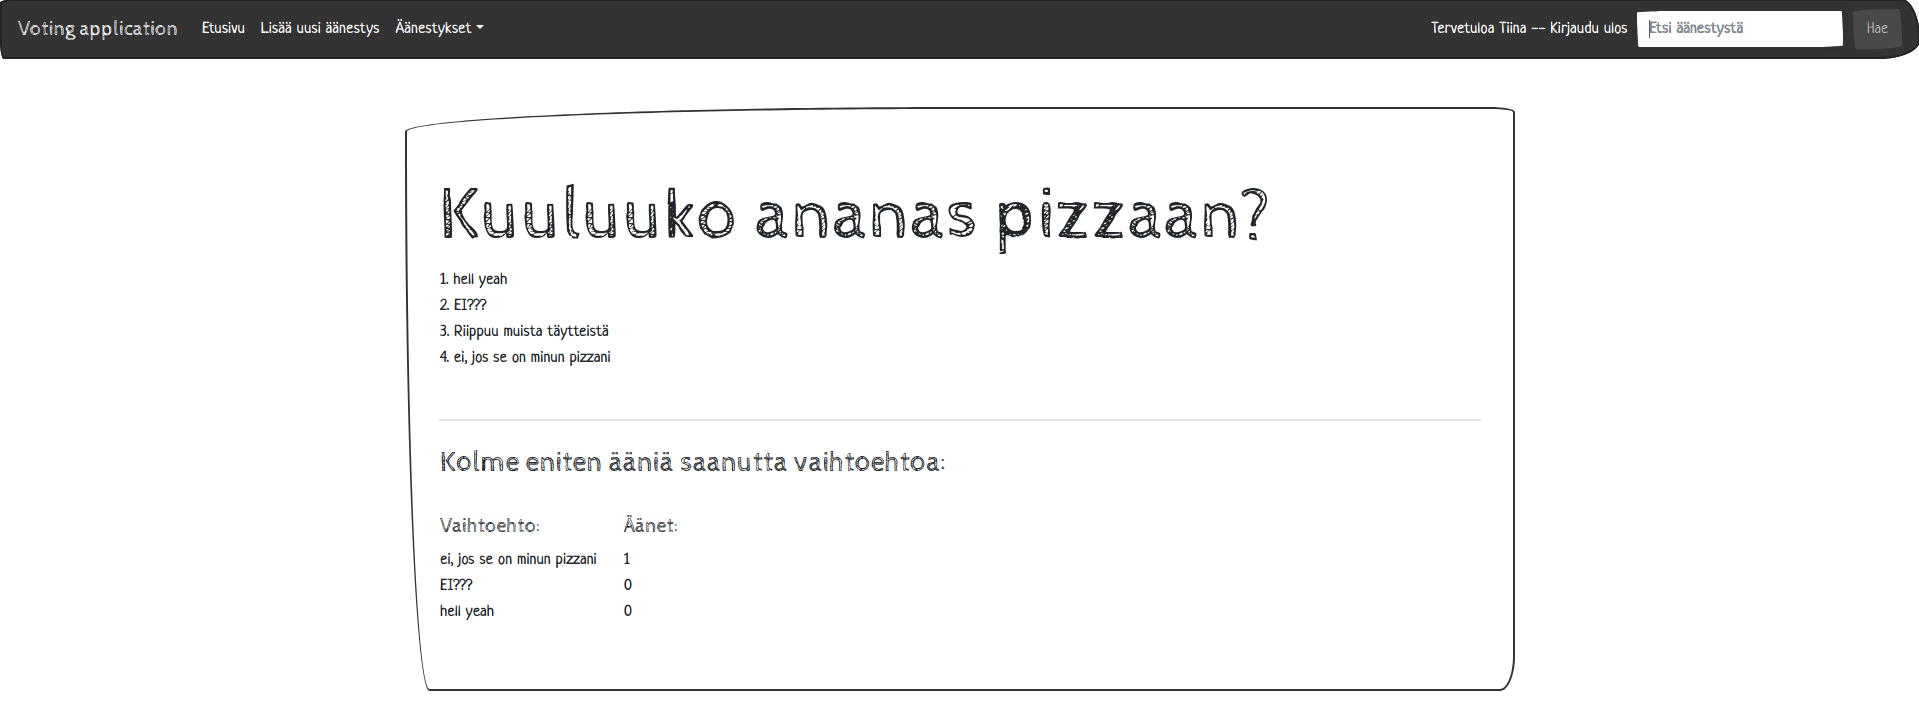 Voting application Etusivu Lisää uusi äänestys Äänestykset Tervetuloa Tiina -- Kirjaudu ulos Etsi äänestystä Hae
Kuuluuko ananas pizzaan?
1. hell yeah
2. EI???
3. Riippuu muista täytteistä
4. ei, jos se on minun pizzani
Kolme eniten ääniä saanutta vaihtoehtoa:
Vaihtoehto: Äänet:
ei, jos se on minun pizzani 1
EI??? 0
hell yeah 0